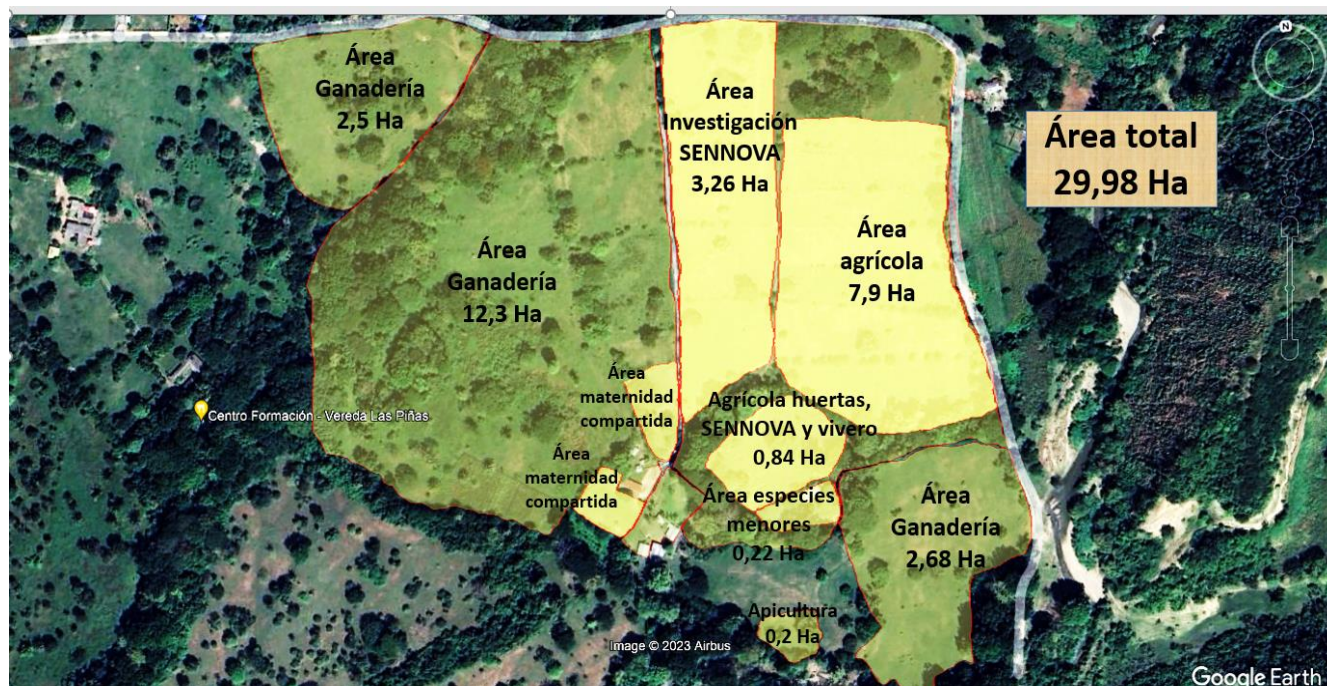 N
Área
Ganadería
2,5 Ha
Área
Investigación
SENNOVA
3,26 Ha
Área total
29,98 Ha
Área
Ganadería
12,3 Ha
Área
agrícola
7,9 Ha
Área
maternidad
compartida
Centro Formación - Vereda Las Piñas
Agrícola huertas,
SENNOVA y vivero
0,84 Ha
Área
maternidad
compartida
Área especies
menores
0,22 Ha
Área
Ganadería
2,68 Ha
Apicultura
0,2 Ha
Image © 2023 Airbus
Google Earth